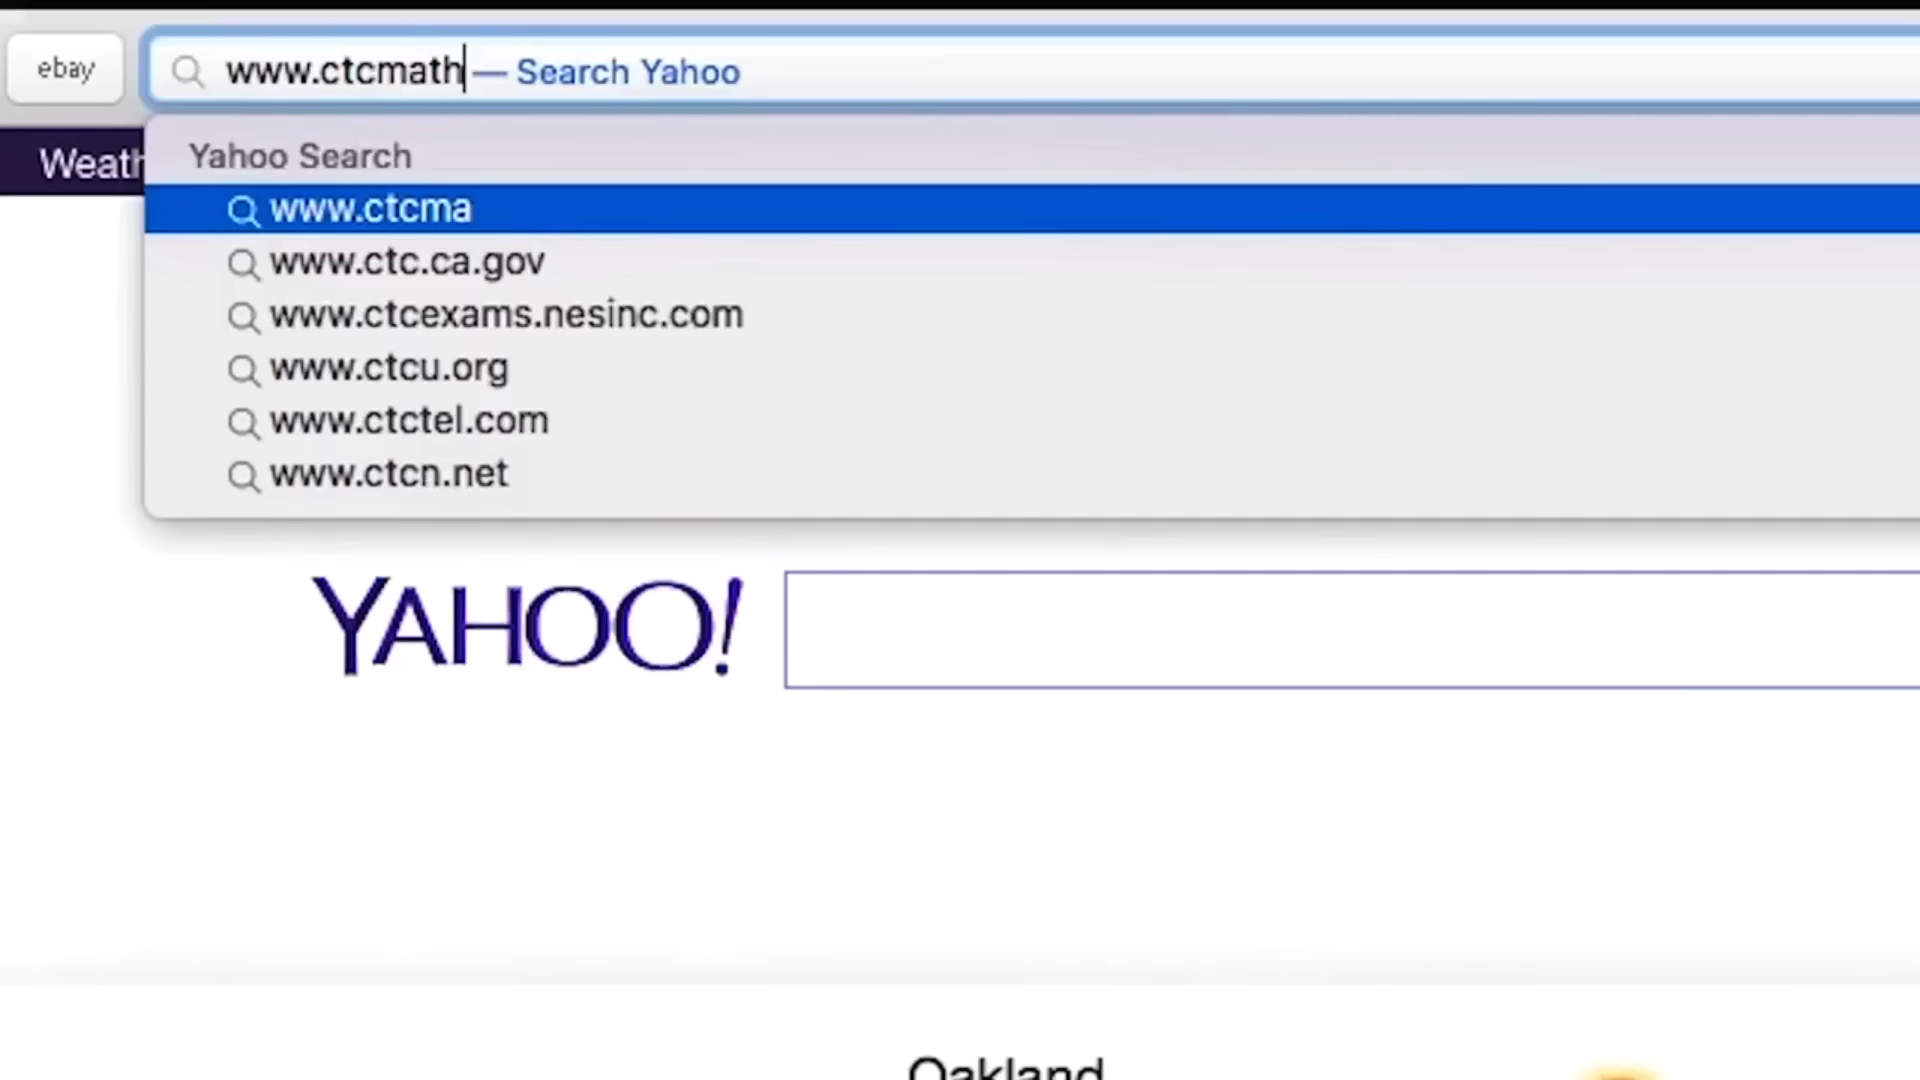 ebay
www.ctcmath — Search Yahoo
Weath
Yahoo Search
www.ctcma
www.ctc.ca.gov
www.ctcexams.nesinc.com
www.ctcu.org
www.ctctel.com
www.ctcn.net
YAHOO!
Oakland